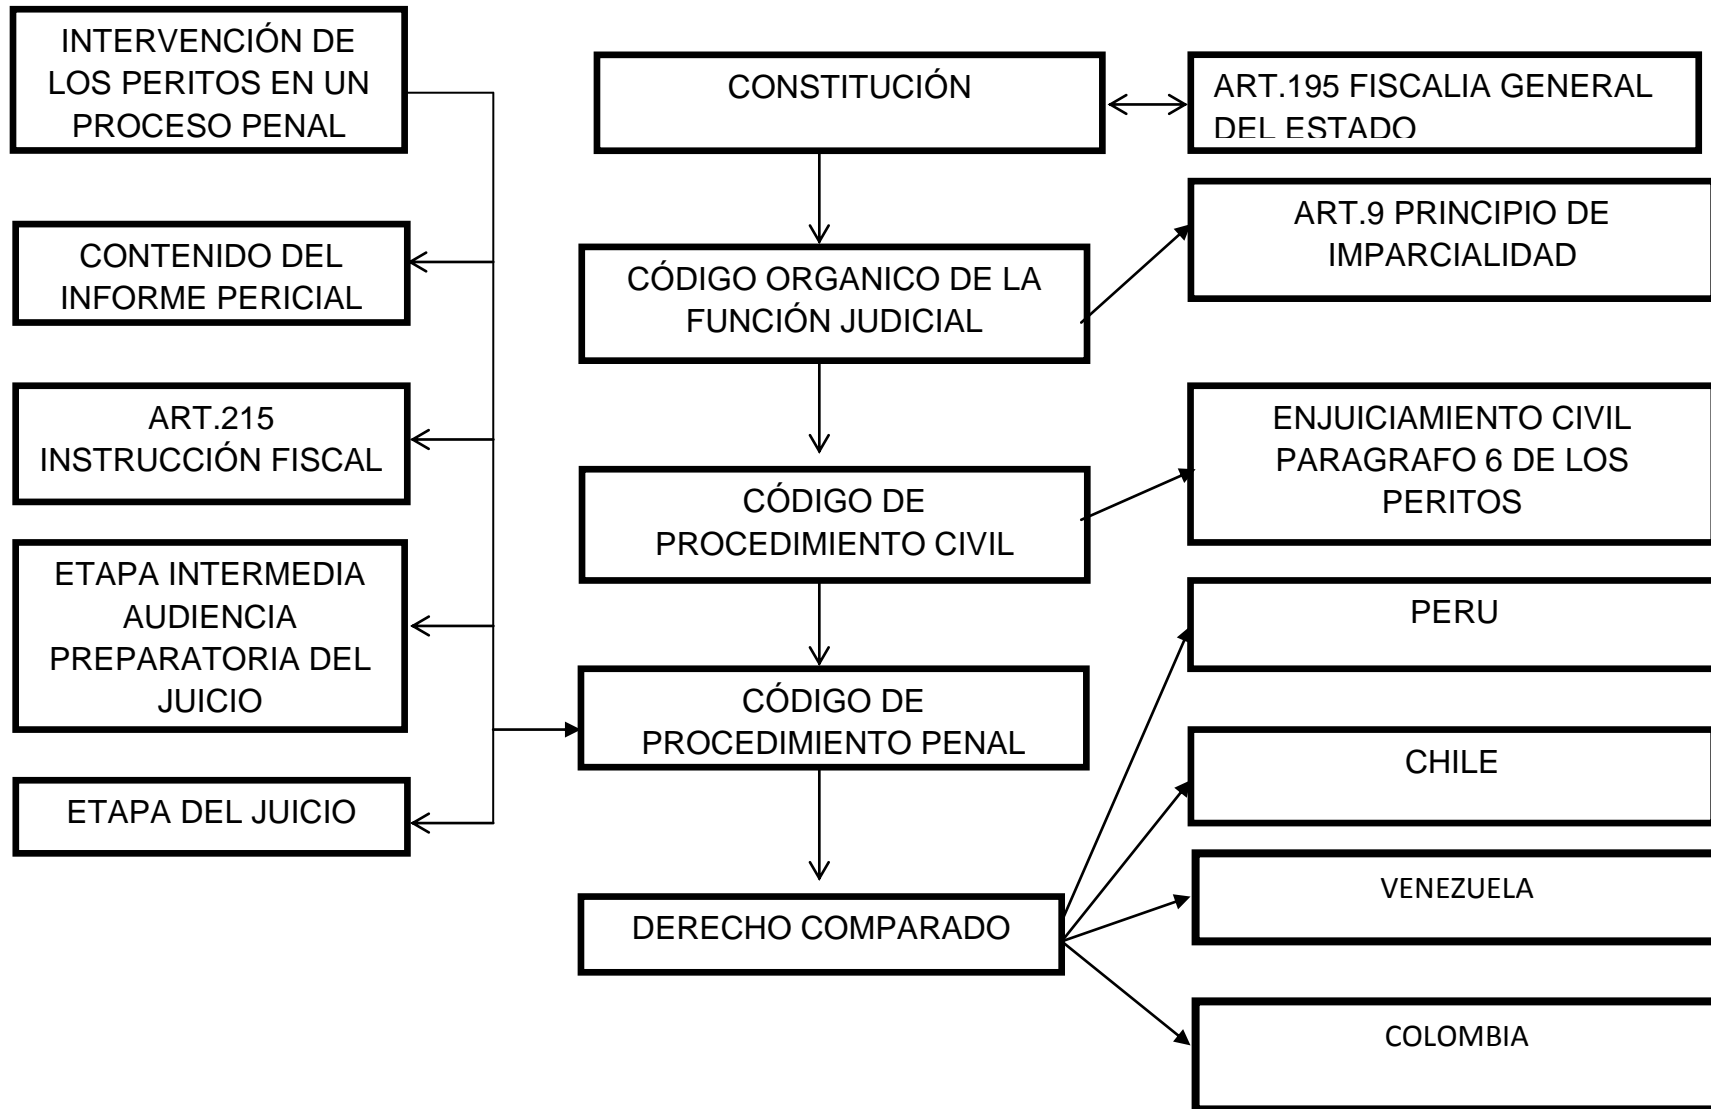 INTERVENCIÓN DE
LOS PERITOS EN UN
PROCESO PENAL
CONTENIDO DEL
INFORME PERICIAL
ART.215
INSTRUCCIÓN FISCAL
ETAPA INTERMEDIA
AUDIENCIA
PREPARATORIA DEL
JUICIO
ETAPA DEL JUICIO
CONSTITUCIÓN
CÓDIGO ORGANICO DE LA
FUNCIÓN JUDICIAL
CÓDIGO DE
PROCEDIMIENTO CIVIL
CÓDIGO DE
PROCEDIMIENTO PENAL
DERECHO COMPARADO
ART.195 FISCALIA GENERAL
DEL ESTADO
ART.9 PRINCIPIO DE
IMPARCIALIDAD
ENJUICIAMIENTO CIVIL
PARAGRAFO 6 DE LOS
PERITOS
PERU
CHILE
VENEZUELA
COLOMBIA